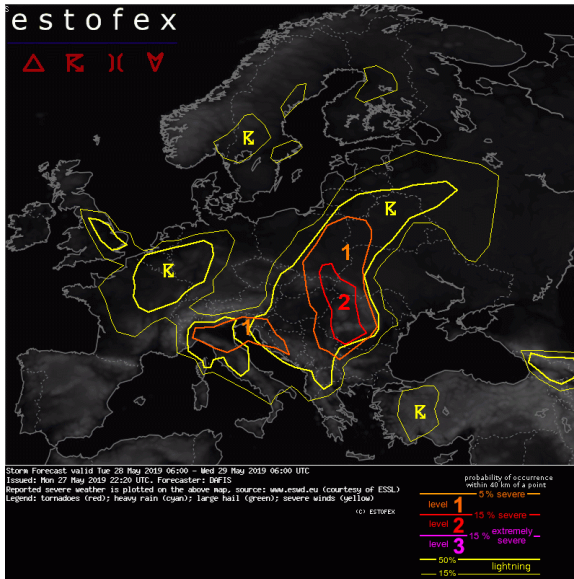 estofex
1
2
1
Storm Forecast valid Tue 28 May 2019 06:00 - Wed 29 May 2019 06:00 UTC
Issued: Mon 27 May 2019 22:20 UTC. Forecaster: DAFIS
Reported severe weather is plotted on the above map, source: www.eswd.eu (courtesy of ESSL)
Legend: tornadoes (red); heavy rain (cyan); large hail (green); severe winds (yellow)
(C) ESTOFEX
probability of occurrence
within 40 km of a point
5% severe
level 1
15% severe
level 2
15 % extremely
severe
level 3
50%
lightning
15%